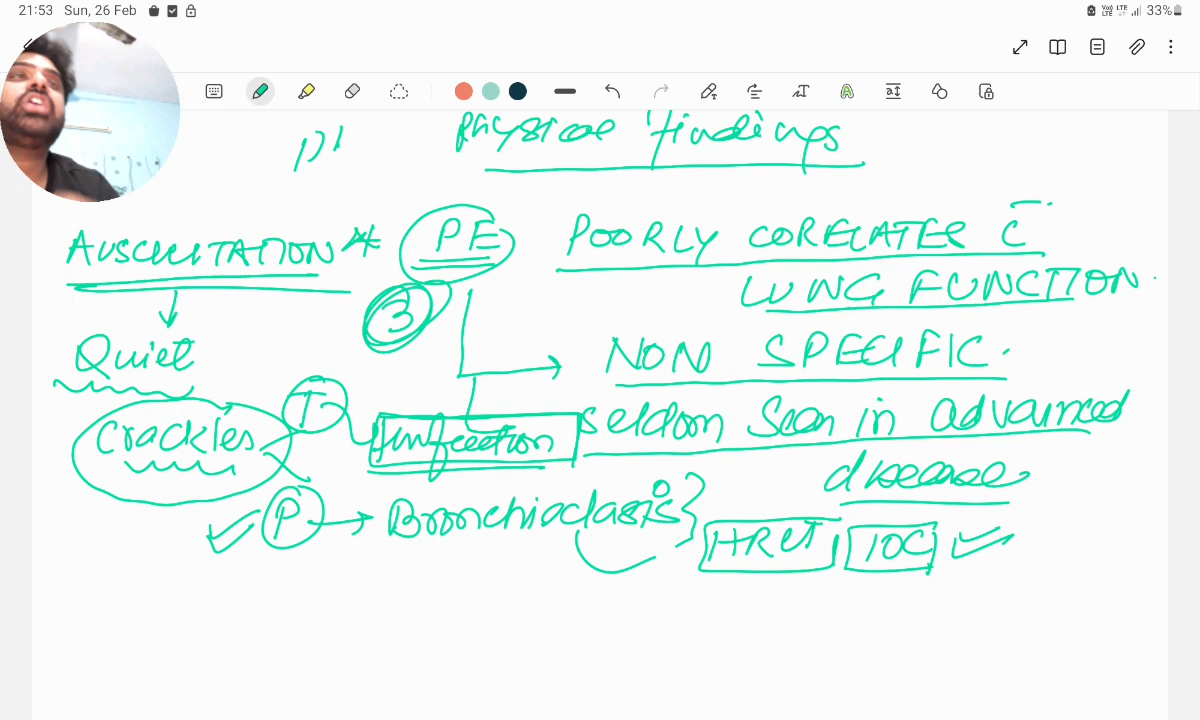 21:53 Sun, 26 Feb
LTE 33%
Physical findings
AUSCULTATION * PE POORLY CORELATES C̄
3 LUNG FUNCTION.
Quiet NON SPECIFIC.
T
Crackles Infection seldom Seen in advanced
disease
P → Bronchiectasis } HRCT IOC